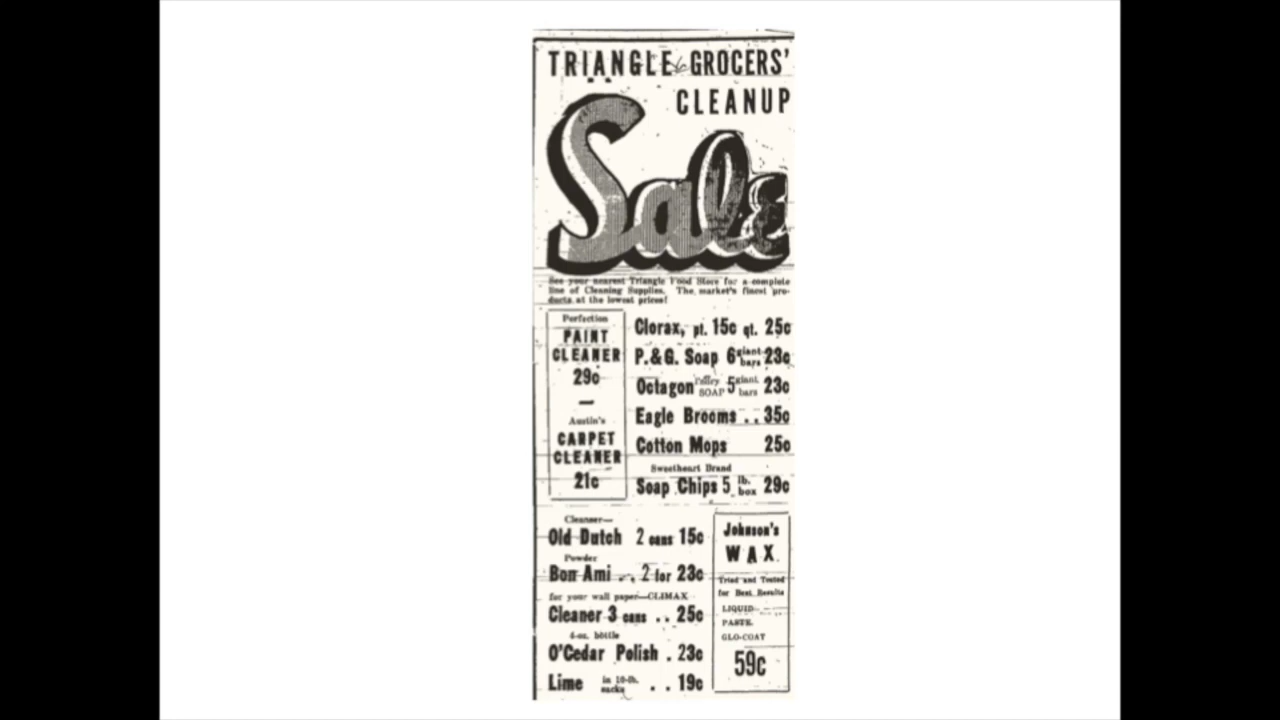 TRIANGLE GROCERS'
CLEANUP
Sale
See your nearest Triangle Food Store for a complete
line of Cleaning Supplies. The market's finest pro-
ducts at the lowest prices!
Perfection
PAINT
CLEANER
29c
—
Austin's
CARPET
CLEANER
21c
Clorax, pt. 15c qt. 25c
P.&G. Soap 6 giant bars 23c
Octagon SOAP 5 giant bars 23c
Eagle Brooms .. 35c
Cotton Mops 25c
Sweetheart Brand
Soap Chips 5 lb. box 29c
Cleanser—
Old Dutch 2 cans 15c
Powder
Bon Ami .. 2 for 23c
for your wall paper—CLIMAX
Cleaner 3 cans .. 25c
4-oz. bottle
O'Cedar Polish . 23c
Lime in 10-lb. sacks . . 19c
Johnson's
WAX
Tried and Tested
for Best Results
LIQUID
PASTE
GLO-COAT
59c